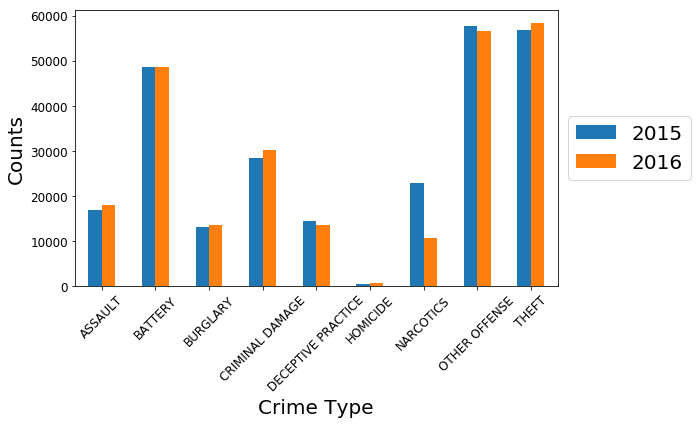 60000
50000
40000
30000
20000
10000
0
Counts
ASSAULT
BATTERY
BURGLARY
CRIMINAL DAMAGE
DECEPTIVE PRACTICE
HOMICIDE
NARCOTICS
OTHER OFFENSE
THEFT
Crime Type
2015
2016